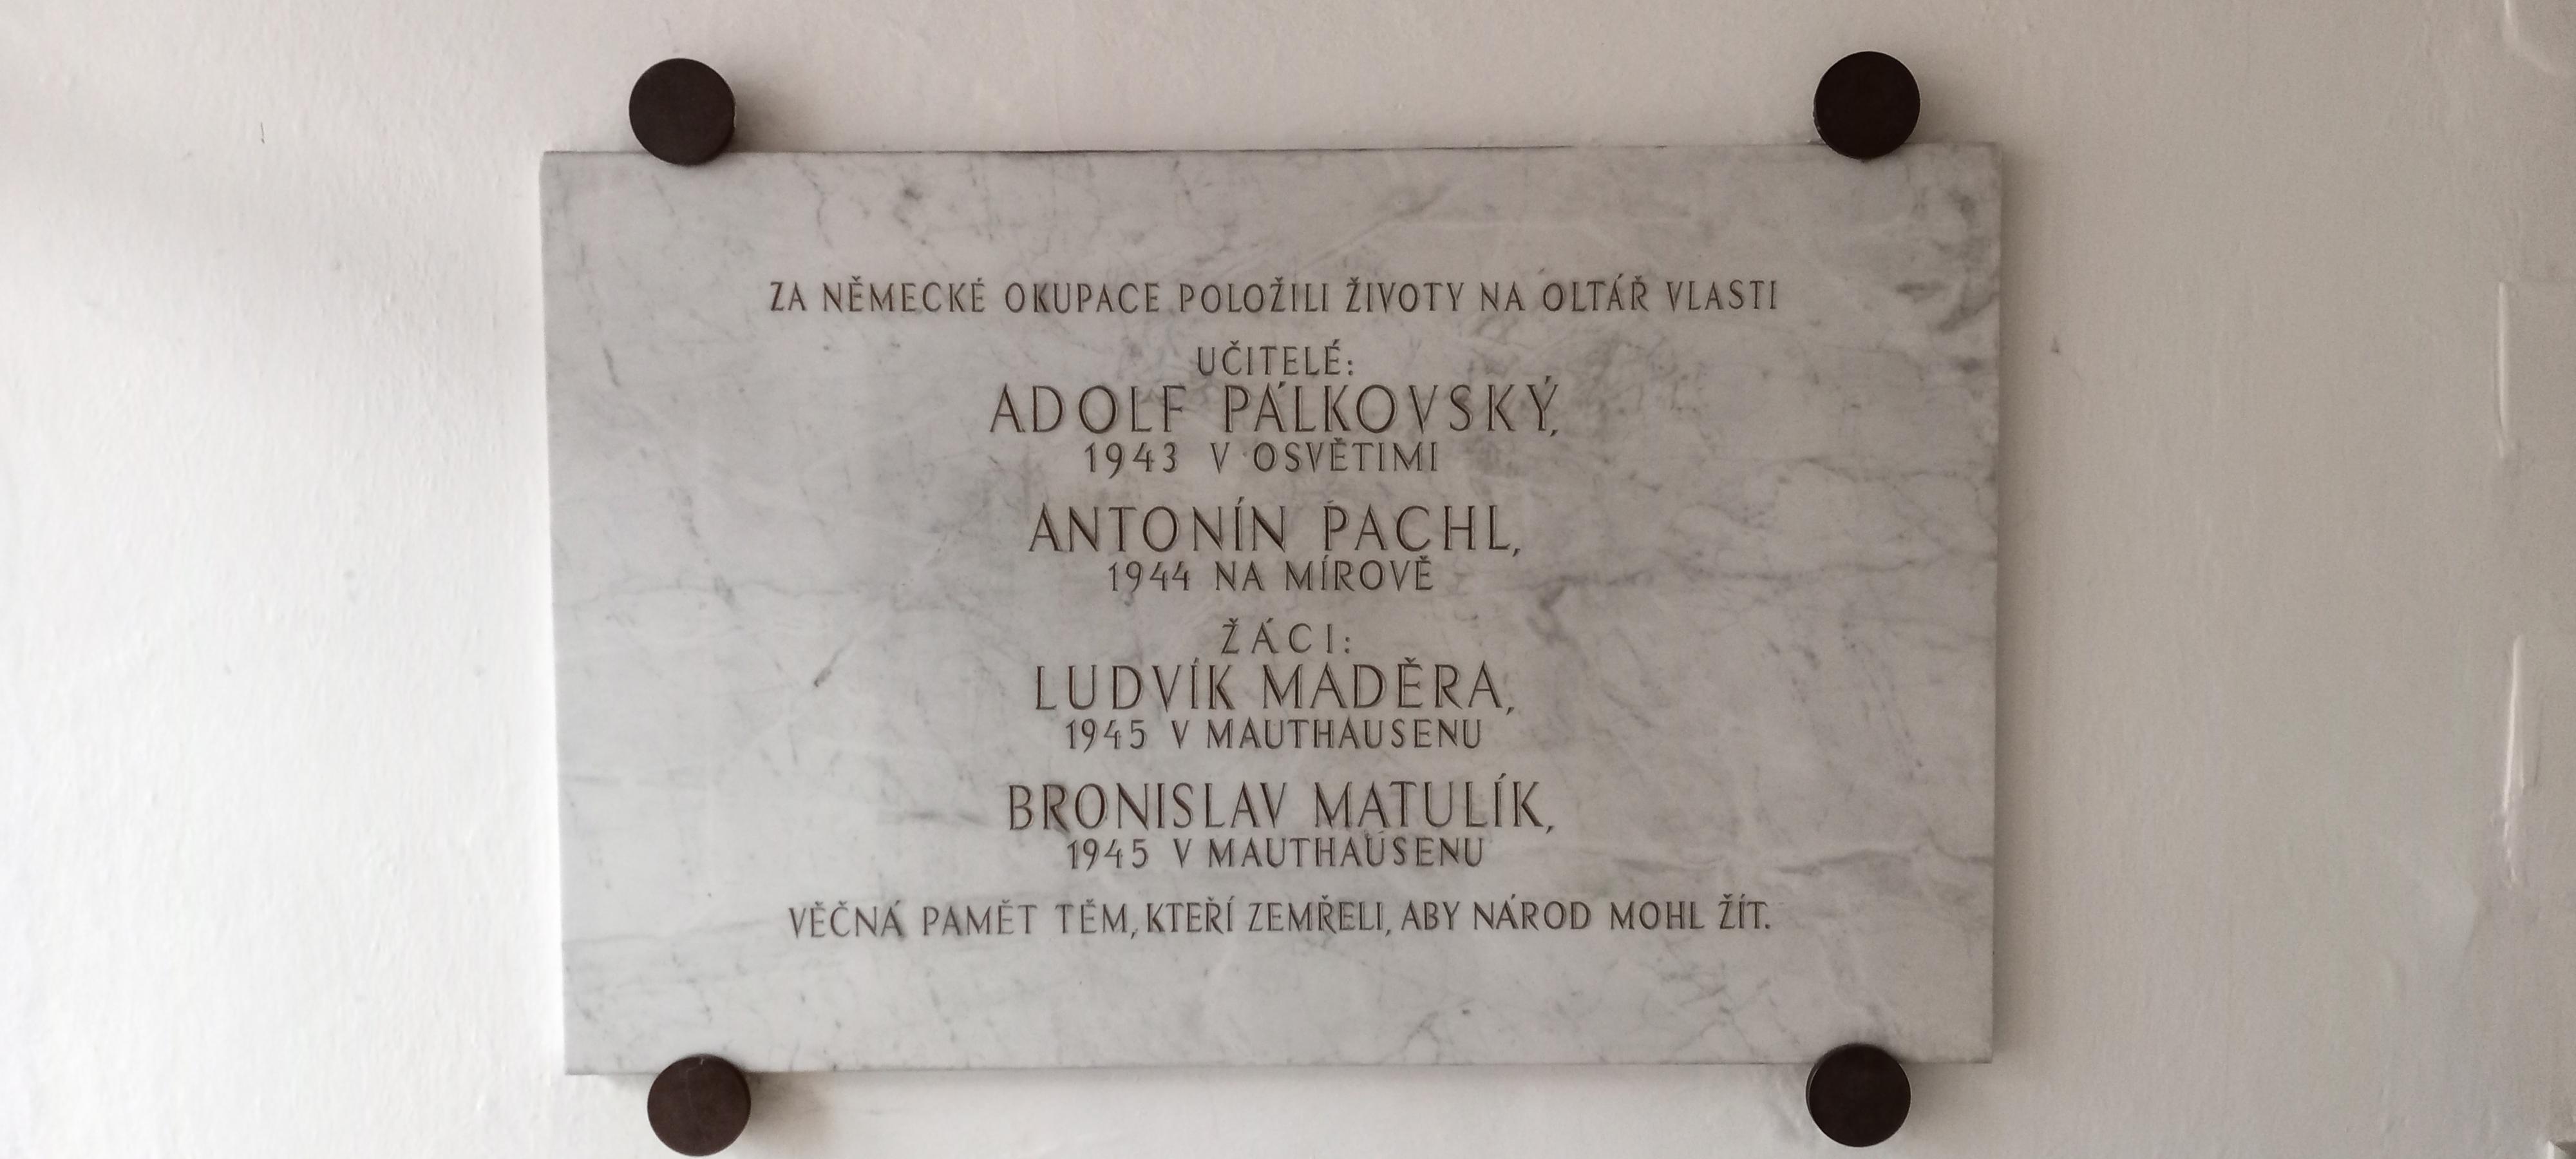 ZA NĚMECKÉ OKUPACE POLOŽILI ŽIVOTY NA OLTÁŘ VLASTI
UČITELÉ:
ADOLF PÁLKOVSKÝ,
1943 V OSVĚTIMI
ANTONÍN PACHL,
1944 NA MÍROVĚ
ŽÁCI:
LUDVÍK MADĚRA,
1945 V MAUTHAUSENU
BRONISLAV MATULÍK,
1945 V MAUTHAUSENU
VĚČNÁ PAMĚT TĚM, KTEŘÍ ZEMŘELI, ABY NÁROD MOHL ŽÍT.